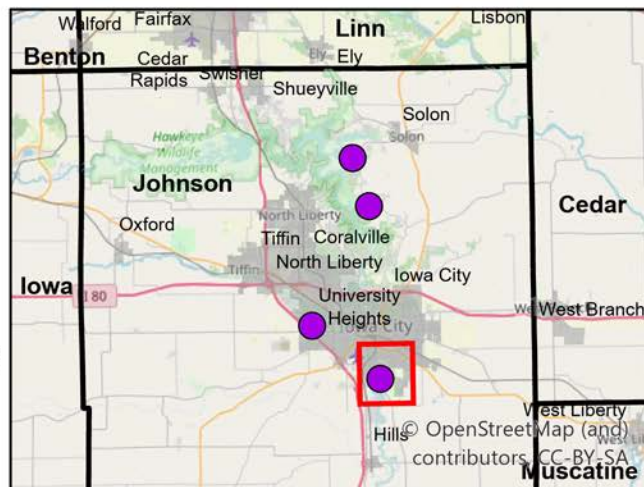 Walford
Fairfax
Linn
Lisbon
Benton
Cedar
Rapids
Ely
Ely
Swisher
Shueyville
Solon
Solon
Hawkeye
Wildlife
Management
Johnson
Cedar
North Liberty
Oxford
Tiffin
Coralville
Tiffin
North Liberty
Iowa City
Iowa
I 80
University
Heights
Iowa City
West Branch
West Liberty
© OpenStreetMap (and)
Hills
contributors, CC-BY-SA
Muscatine